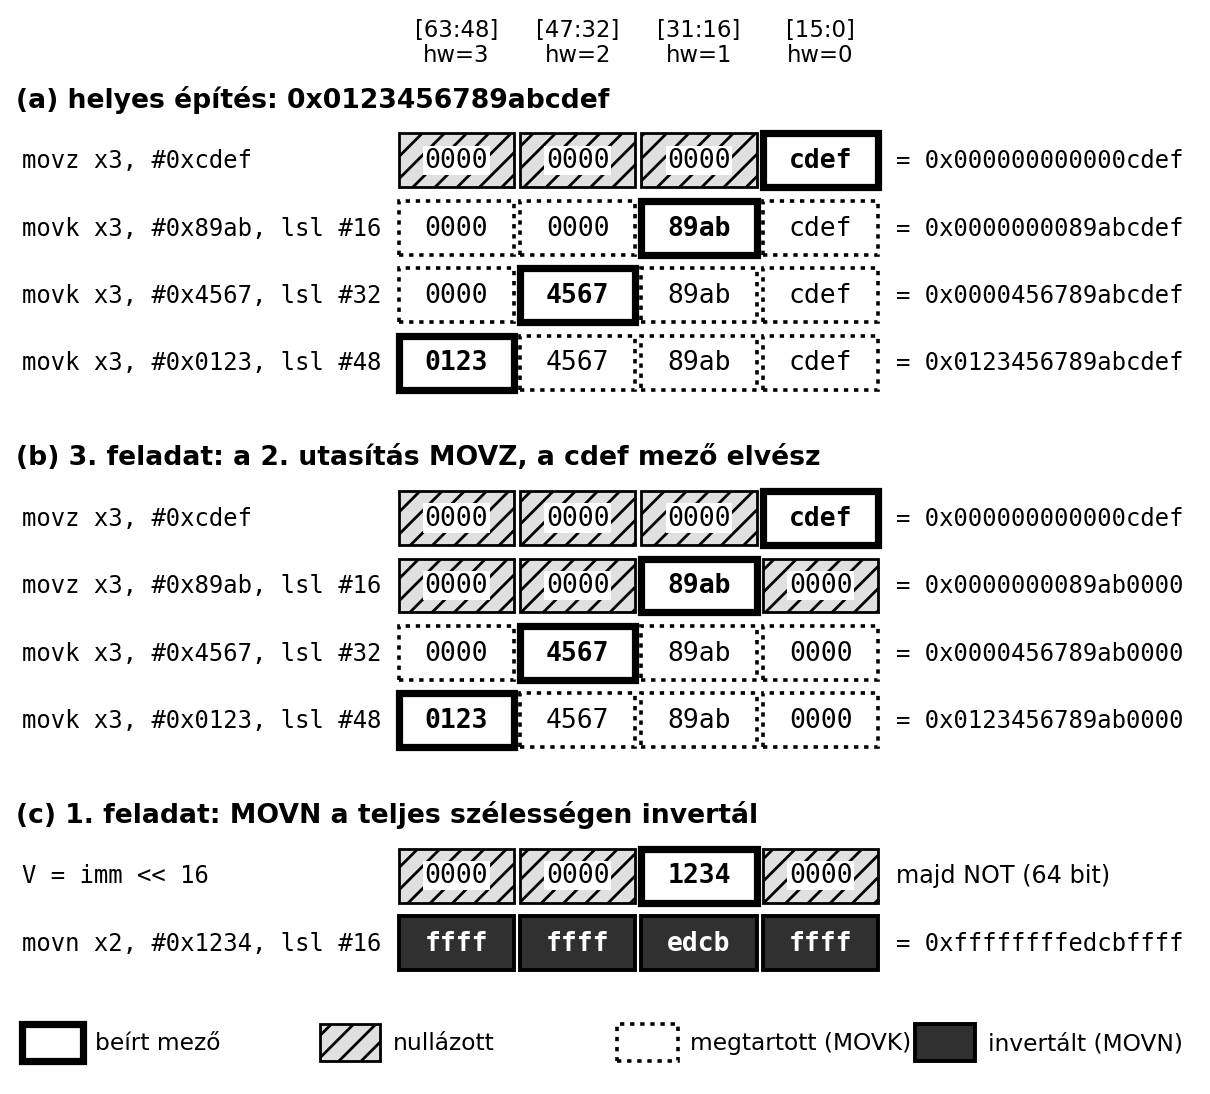 [63:48] [47:32] [31:16] [15:0]
hw=3 hw=2 hw=1 hw=0
(a) helyes építés: 0x0123456789abcdef
movz x3, #0xcdef 0000 0000 0000 cdef = 0x000000000000cdef
movk x3, #0x89ab, lsl #16 0000 0000 89ab cdef = 0x0000000089abcdef
movk x3, #0x4567, lsl #32 0000 4567 89ab cdef = 0x0000456789abcdef
movk x3, #0x0123, lsl #48 0123 4567 89ab cdef = 0x0123456789abcdef
(b) 3. feladat: a 2. utasítás MOVZ, a cdef mező elvész
movz x3, #0xcdef 0000 0000 0000 cdef = 0x000000000000cdef
movz x3, #0x89ab, lsl #16 0000 0000 89ab 0000 = 0x0000000089ab0000
movk x3, #0x4567, lsl #32 0000 4567 89ab 0000 = 0x0000456789ab0000
movk x3, #0x0123, lsl #48 0123 4567 89ab 0000 = 0x0123456789ab0000
(c) 1. feladat: MOVN a teljes szélességen invertál
V = imm << 16 0000 0000 1234 0000 majd NOT (64 bit)
movn x2, #0x1234, lsl #16 ffff ffff edcb ffff = 0xffffffffedcbffff
beírt mező nullázott megtartott (MOVK) invertált (MOVN)